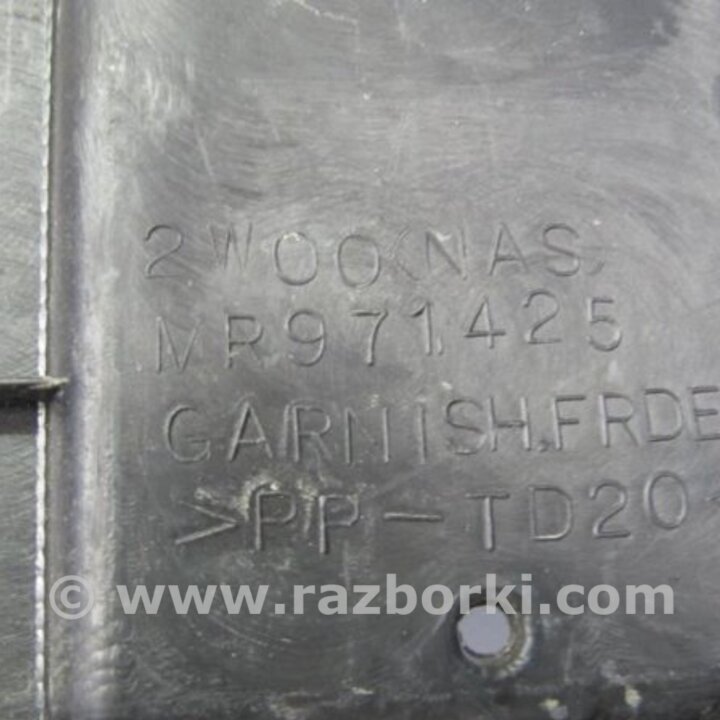 2W00(NAS)
MR971425
GARNISH,FRDE
>PP-TD20
© www.razborki.com